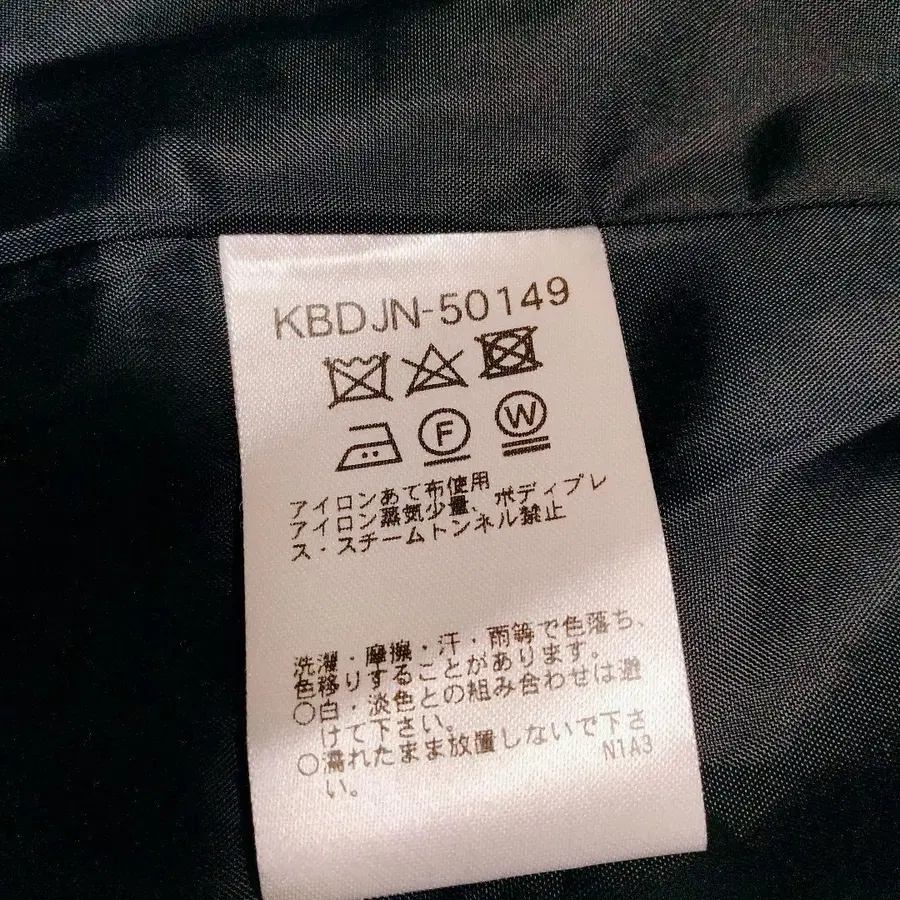 KBDJN-50149
F
W
アイロンあて布使用
アイロン蒸気少量、ボディプレ
ス・スチームトンネル禁止
洗濯・摩擦・汗・雨等で色落ち、
色移りすることがあります。
○白・淡色との組み合わせは避
けて下さい。
○濡れたまま放置しないで下さ
い。
N1A3